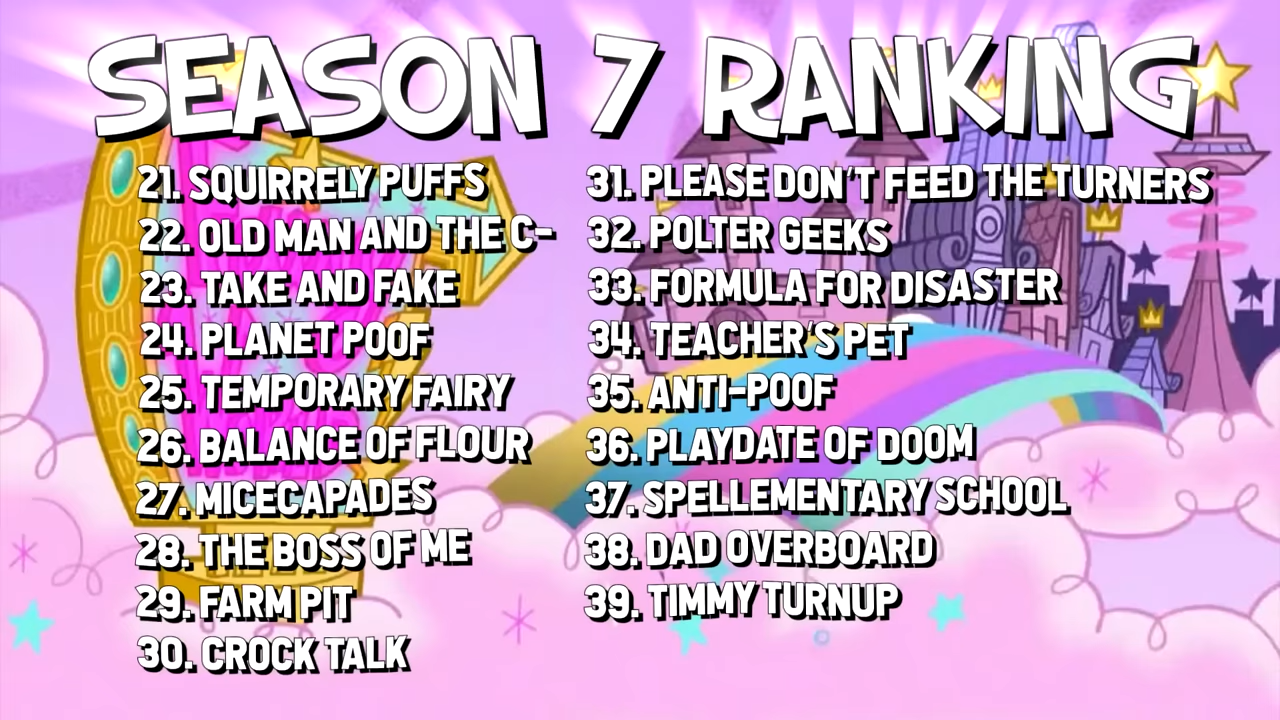 SEASON 7 RANKING
21. SQUIRRELY PUFFS
22. OLD MAN AND THE C-
23. TAKE AND FAKE
24. PLANET POOF
25. TEMPORARY FAIRY
26. BALANCE OF FLOUR
27. MICECAPADES
28. THE BOSS OF ME
29. FARM PIT
30. CROCK TALK
31. PLEASE DON'T FEED THE TURNERS
32. POLTER GEEKS
33. FORMULA FOR DISASTER
34. TEACHER'S PET
35. ANTI-POOF
36. PLAYDATE OF DOOM
37. SPELLEMENTARY SCHOOL
38. DAD OVERBOARD
39. TIMMY TURNUP